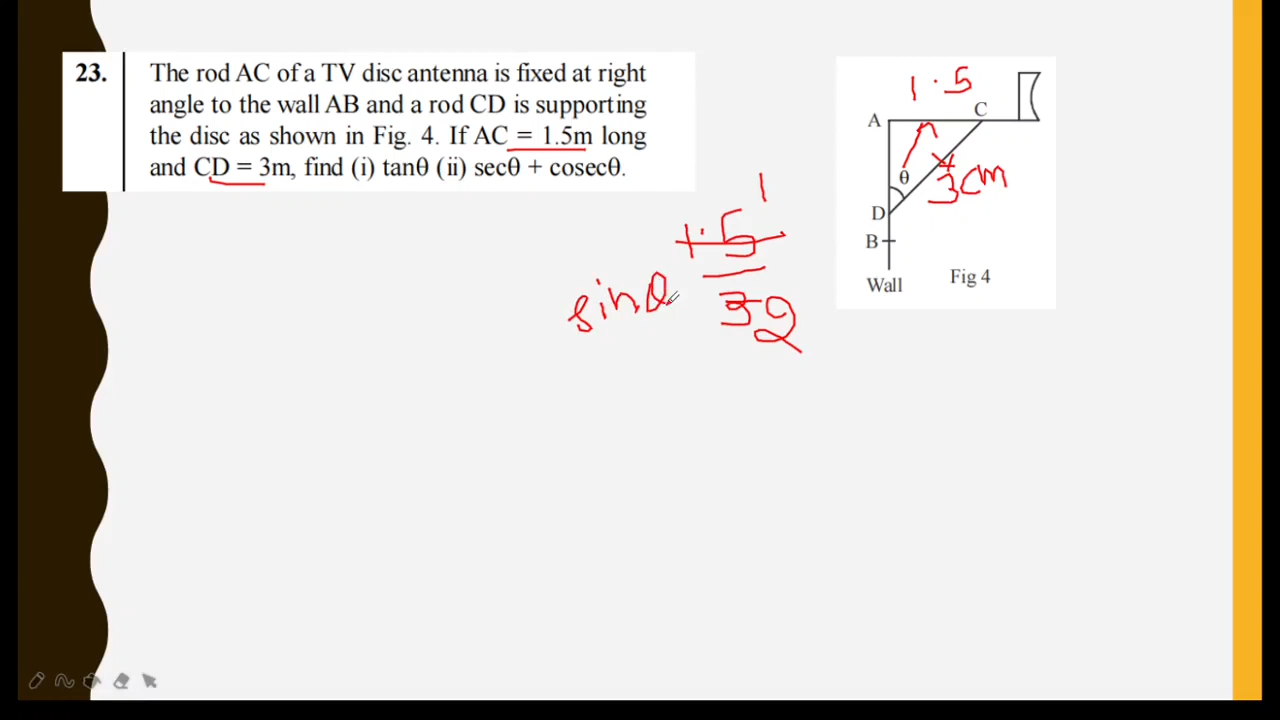 23. The rod AC of a TV disc antenna is fixed at right
angle to the wall AB and a rod CD is supporting
the disc as shown in Fig. 4. If AC = 1.5m long
and CD = 3m, find (i) tanθ (ii) secθ + cosecθ.
1.5
A
C
θ
3cm
D
B
Wall
Fig 4
1
1.5
sinθ
3 2